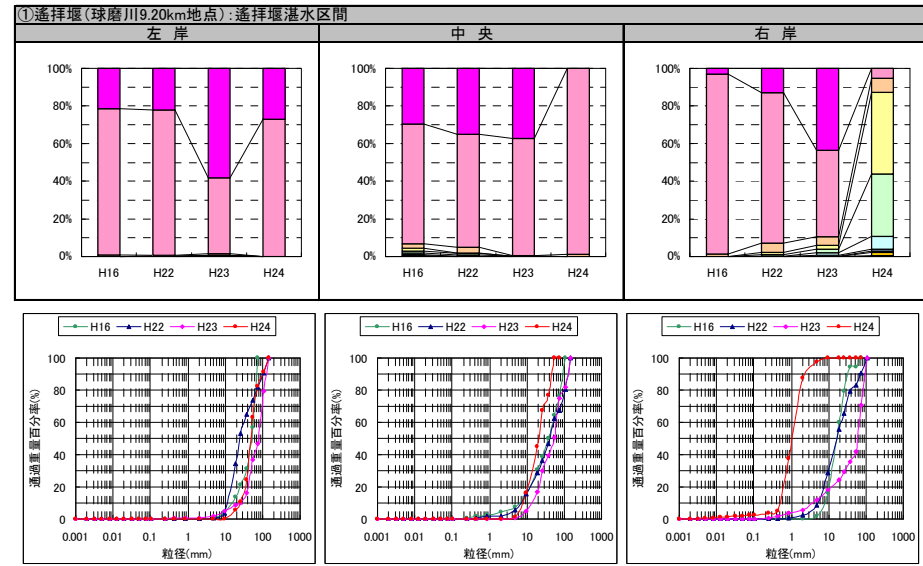 ①遙拝堰(球磨川9.20km地点):遙拝堰湛水区間
左 岸 中 央 右 岸
100% 100% 100%
80% 80% 80%
60% 60% 60%
40% 40% 40%
20% 20% 20%
0% 0% 0%
H16 H22 H23 H24 H16 H22 H23 H24 H16 H22 H23 H24
H16 H22 H23 H24 H16 H22 H23 H24 H16 H22 H23 H24
100 100 100
80 80 80
60 60 60
40 40 40
20 20 20
0 0 0
通過重量百分率(%) 通過重量百分率(%) 通過重量百分率(%)
0.001 0.01 0.1 1 10 100 1000 0.001 0.01 0.1 1 10 100 1000 0.001 0.01 0.1 1 10 100 1000
粒径(mm) 粒径(mm) 粒径(mm)